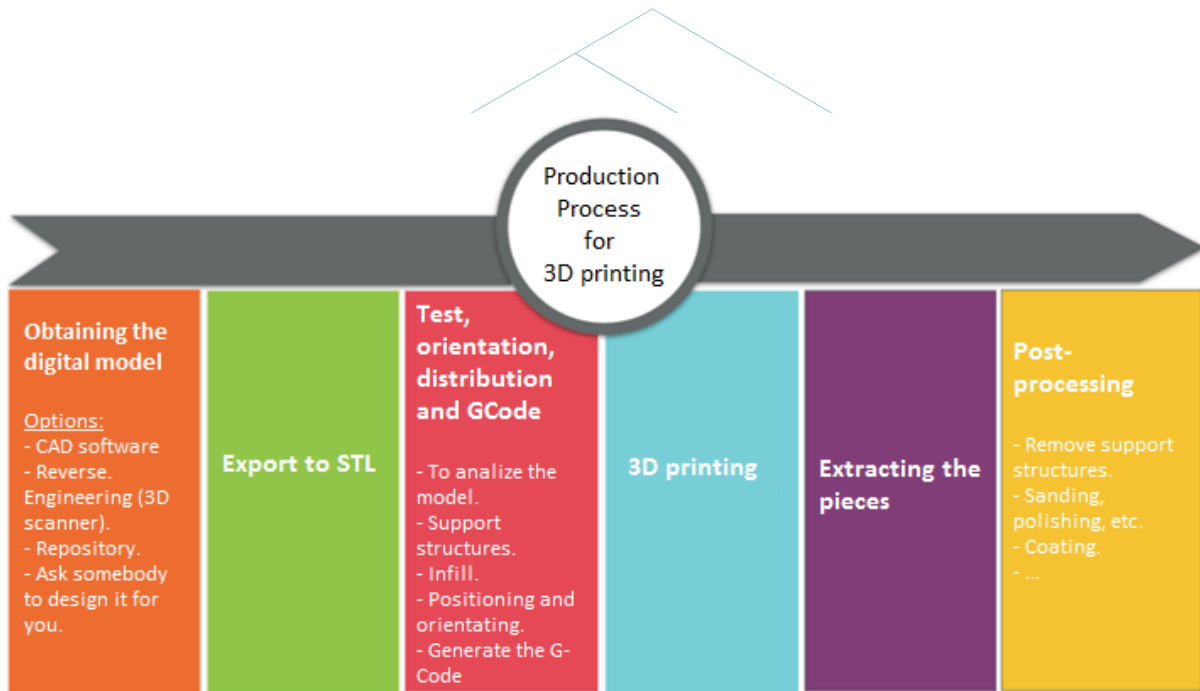 Production
Process
for
3D printing
Obtaining the
digital model
Options:
- CAD software
- Reverse.
Engineering (3D
scanner).
- Repository.
- Ask somebody
to design it for
you.
Export to STL
Test,
orientation,
distribution
and GCode
- To analize the
model.
- Support
structures.
- Infill.
- Positioning and
orientating.
- Generate the G-
Code
3D printing
Extracting the
pieces
Post-
processing
- Remove support
structures.
- Sanding,
polishing, etc.
- Coating.
- ...